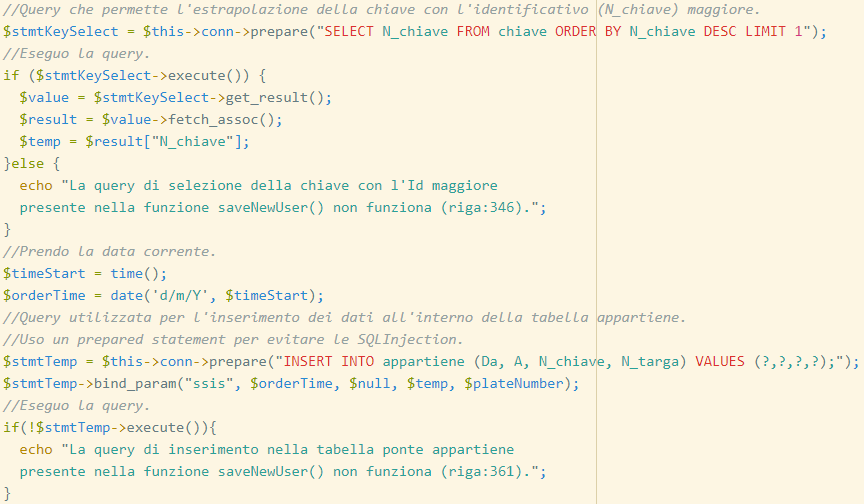 //Query che permette l'estrapolazione della chiave con l'identificativo (N_chiave) maggiore.
$stmtKeySelect = $this->conn->prepare("SELECT N_chiave FROM chiave ORDER BY N_chiave DESC LIMIT 1");
//Eseguo la query.
if ($stmtKeySelect->execute()) {
  $value = $stmtKeySelect->get_result();
  $result = $value->fetch_assoc();
  $temp = $result["N_chiave"];
}else {
  echo "La query di selezione della chiave con l'Id maggiore
  presente nella funzione saveNewUser() non funziona (riga:346).";
}
//Prendo la data corrente.
$timeStart = time();
$orderTime = date('d/m/Y', $timeStart);
//Query utilizzata per l'inserimento dei dati all'interno della tabella appartiene.
//Uso un prepared statement per evitare le SQLInjection.
$stmtTemp = $this->conn->prepare("INSERT INTO appartiene (Da, A, N_chiave, N_targa) VALUES (?,?,?,?);");
$stmtTemp->bind_param("ssis", $orderTime, $null, $temp, $plateNumber);
//Eseguo la query.
if(!$stmtTemp->execute()){
  echo "La query di inserimento nella tabella ponte appartiene
  presente nella funzione saveNewUser() non funziona (riga:361).";
}